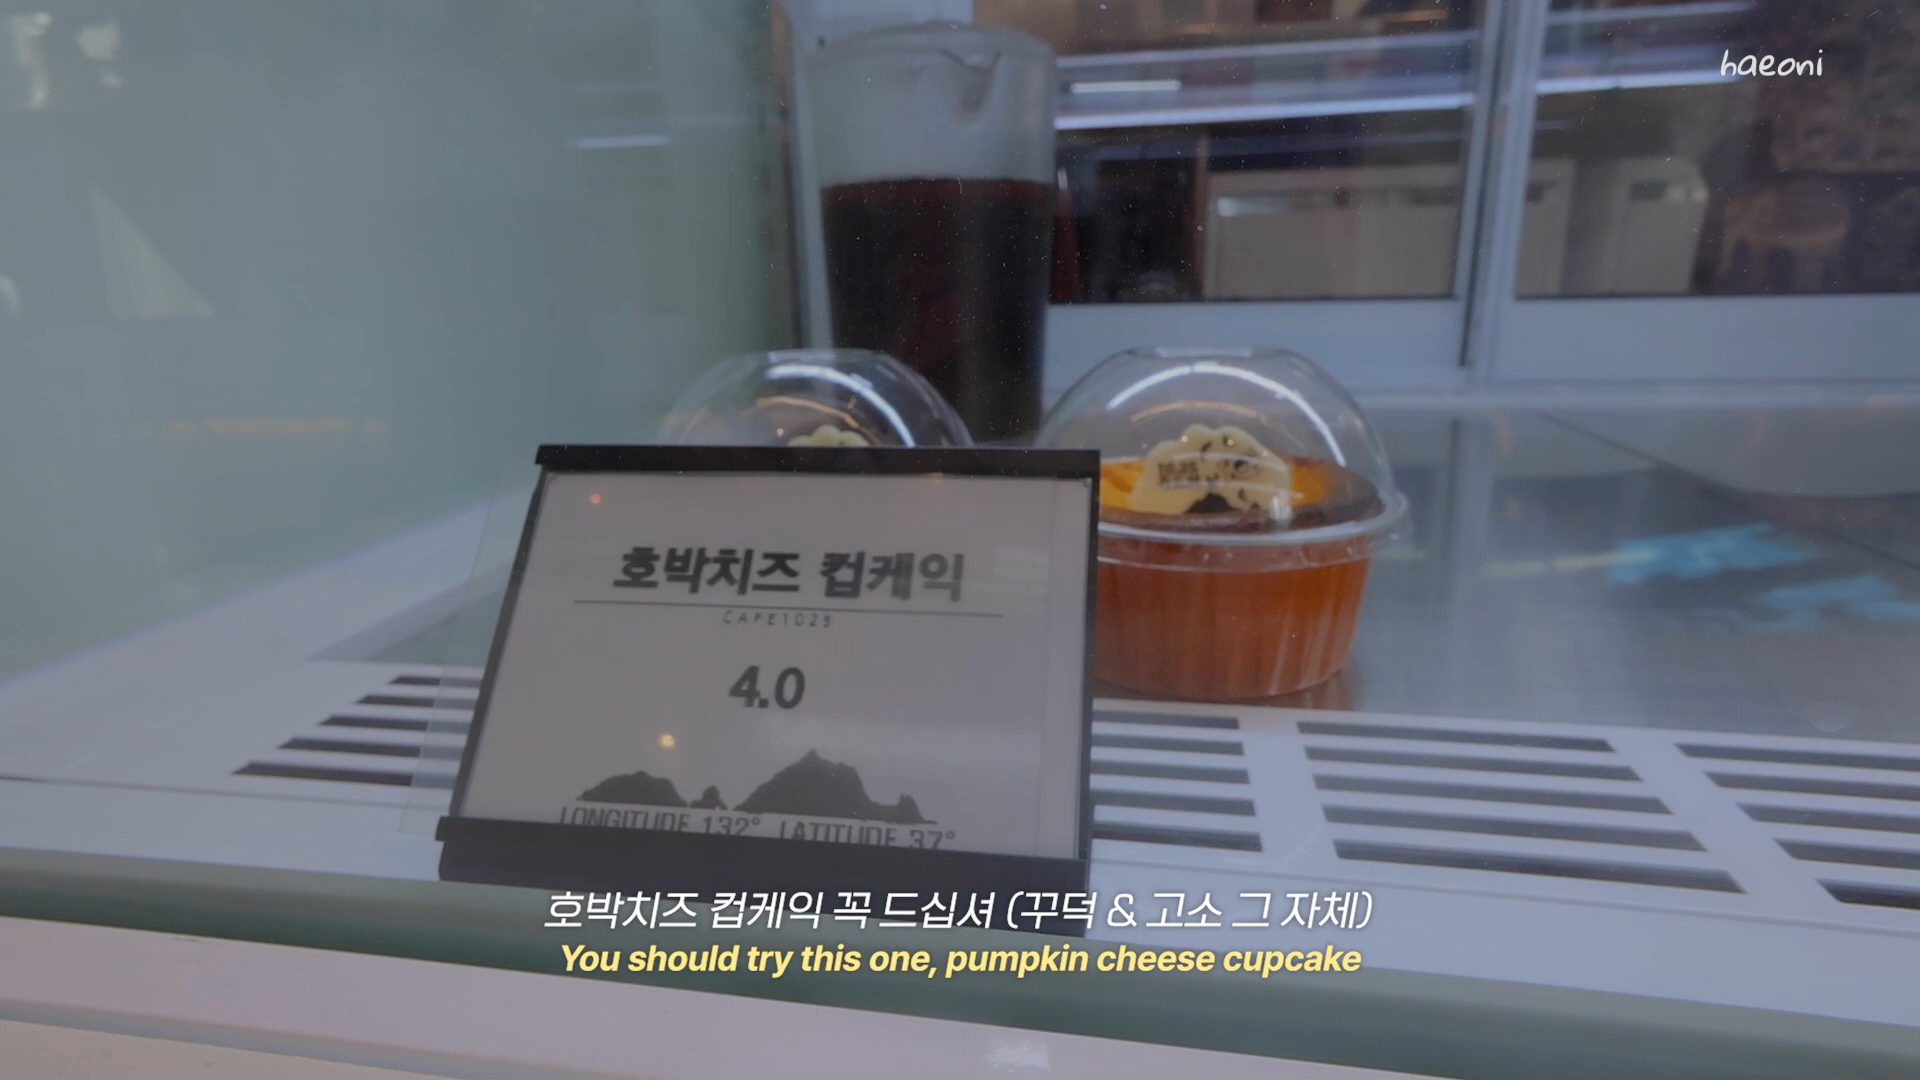 haeoni
호박치즈 컵케익
CAFE1025
4.0
LONGITUDE 132° LATITUDE 37°
호박치즈 컵케익 꼭 드십셔 (꾸덕 & 고소 그 자체)
You should try this one, pumpkin cheese cupcake